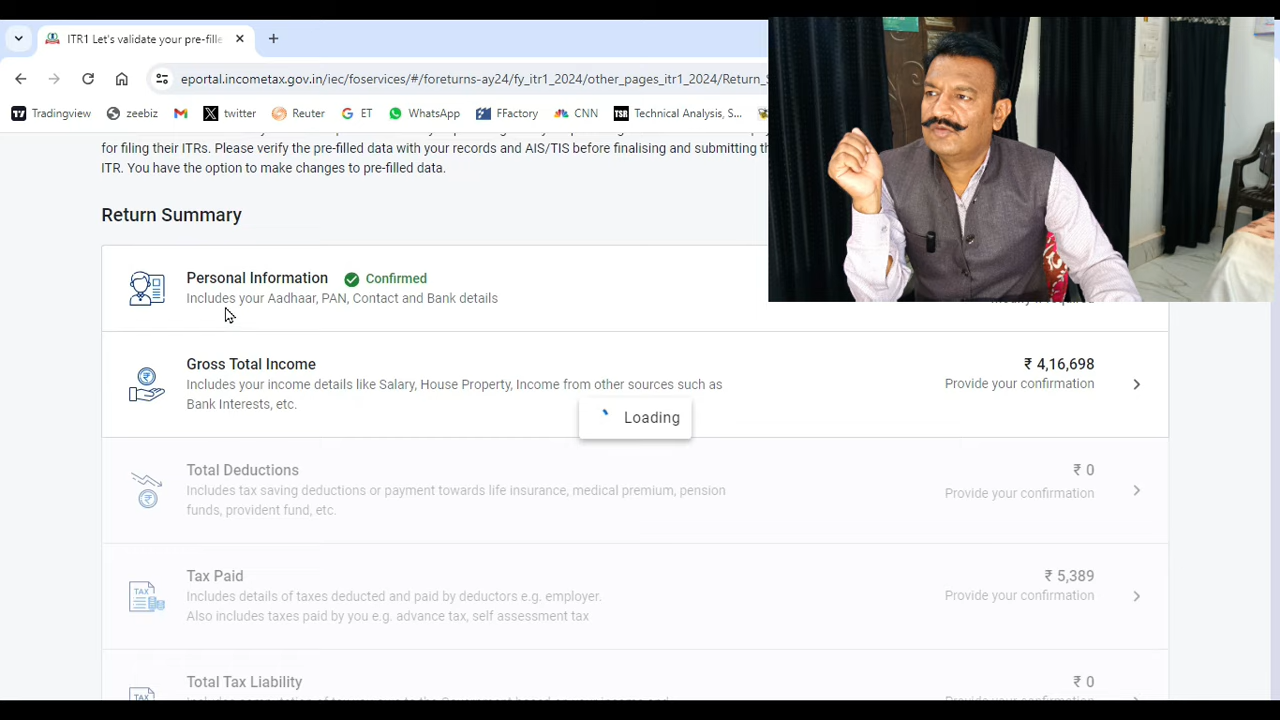 ITR1 Let's validate your pre-fille
eportal.incometax.gov.in/iec/foservices/#/foreturns-ay24/fy_itr1_2024/other_pages_itr1_2024/Return_
Tradingview zeebiz twitter Reuter ET WhatsApp FFactory CNN TSR Technical Analysis, S...
for filing their ITRs. Please verify the pre-filled data with your records and AIS/TIS before finalising and submitting
ITR. You have the option to make changes to pre-filled data.
Return Summary
Personal Information Confirmed
Includes your Aadhaar, PAN, Contact and Bank details
Gross Total Income ₹ 4,16,698
Includes your income details like Salary, House Property, Income from other sources such as Provide your confirmation
Bank Interests, etc.
Loading
Total Deductions ₹ 0
Includes tax saving deductions or payment towards life insurance, medical premium, pension Provide your confirmation
funds, provident fund, etc.
TAX
Tax Paid ₹ 5,389
Includes details of taxes deducted and paid by deductors e.g. employer. Provide your confirmation
Also includes taxes paid by you e.g. advance tax, self assessment tax
TAX
Total Tax Liability ₹ 0